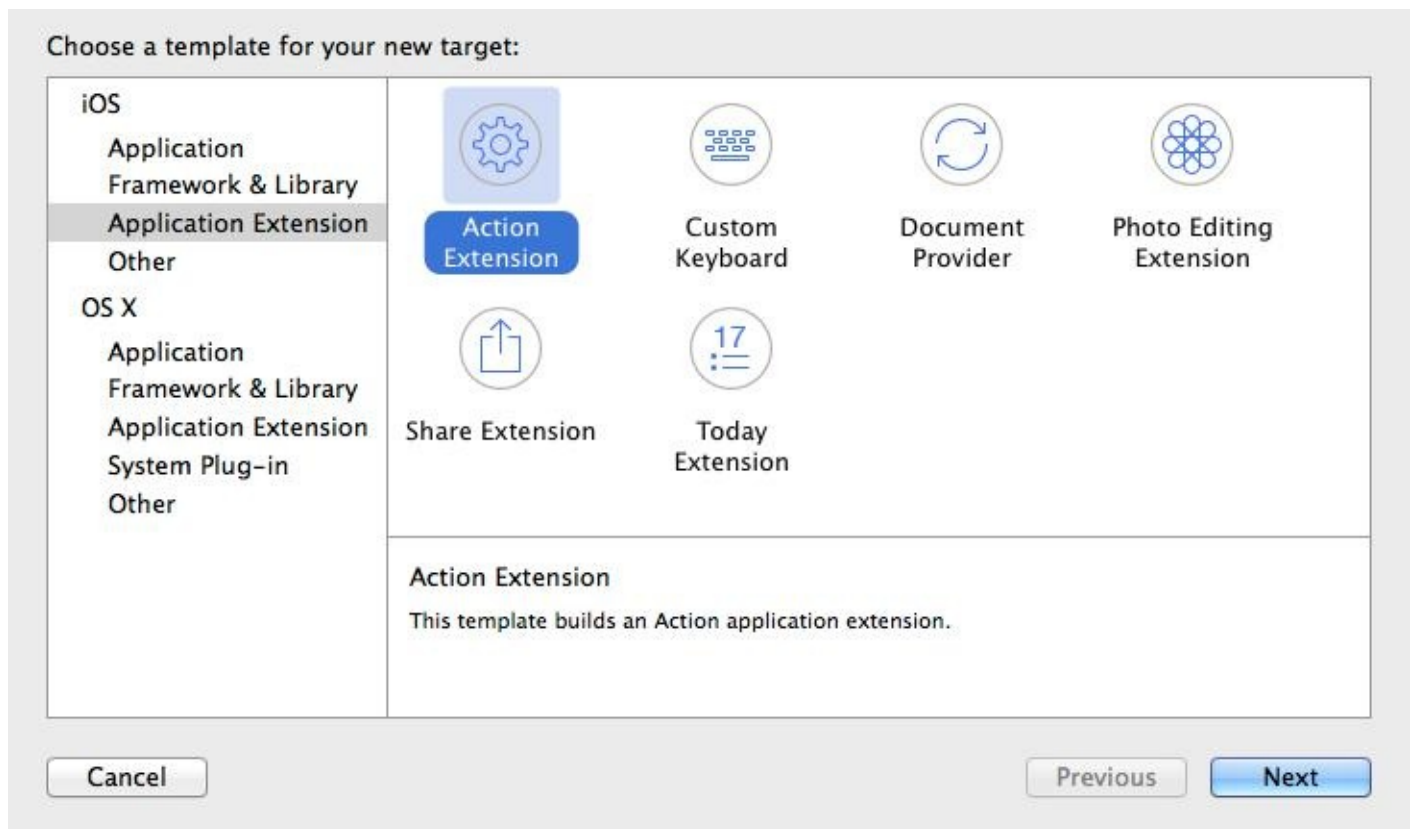 Choose a template for your new target:
iOS
Application
Framework & Library
Application Extension
Other
OS X
Application
Framework & Library
Application Extension
System Plug-in
Other
Action
Extension
Custom
Keyboard
Document
Provider
Photo Editing
Extension
Share Extension
17
Today
Extension
Action Extension
This template builds an Action application extension.
Cancel
Previous
Next